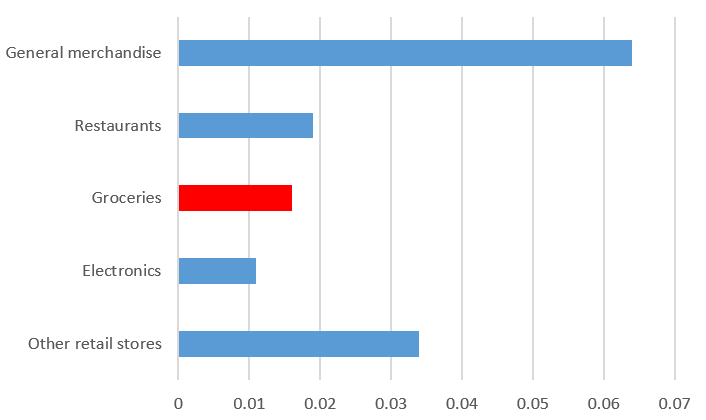 General merchandise
Restaurants
Groceries
Electronics
Other retail stores
0 0.01 0.02 0.03 0.04 0.05 0.06 0.07